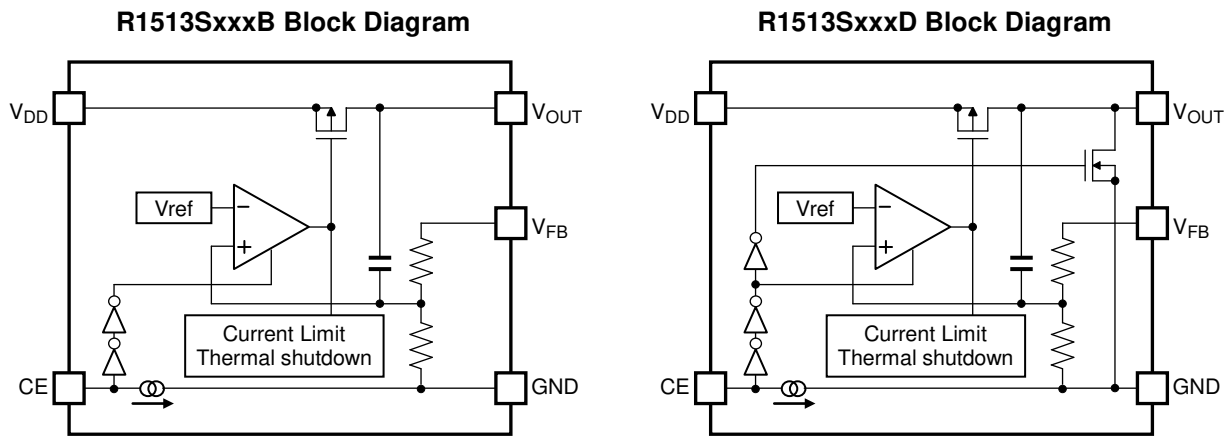 R1513SxxxB Block Diagram
VDD
VOUT
Vref
−
+
VFB
Current Limit
Thermal shutdown
CE
GND
R1513SxxxD Block Diagram
VDD
VOUT
Vref
−
+
VFB
Current Limit
Thermal shutdown
CE
GND